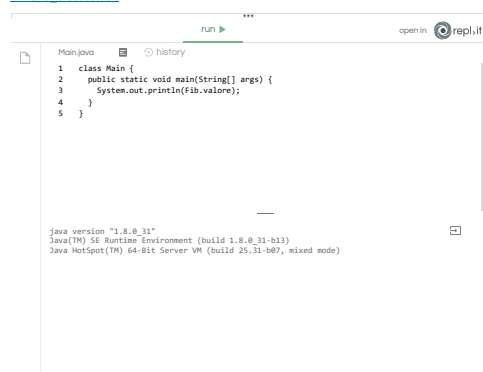 ***
run
open in repl.it
Main.java history
1 class Main {
2 public static void main(String[] args) {
3 System.out.println(Fib.valore);
4 }
5 }
java version "1.8.0_31"
Java(TM) SE Runtime Environment (build 1.8.0_31-b13)
Java HotSpot(TM) 64-Bit Server VM (build 25.31-b07, mixed mode)